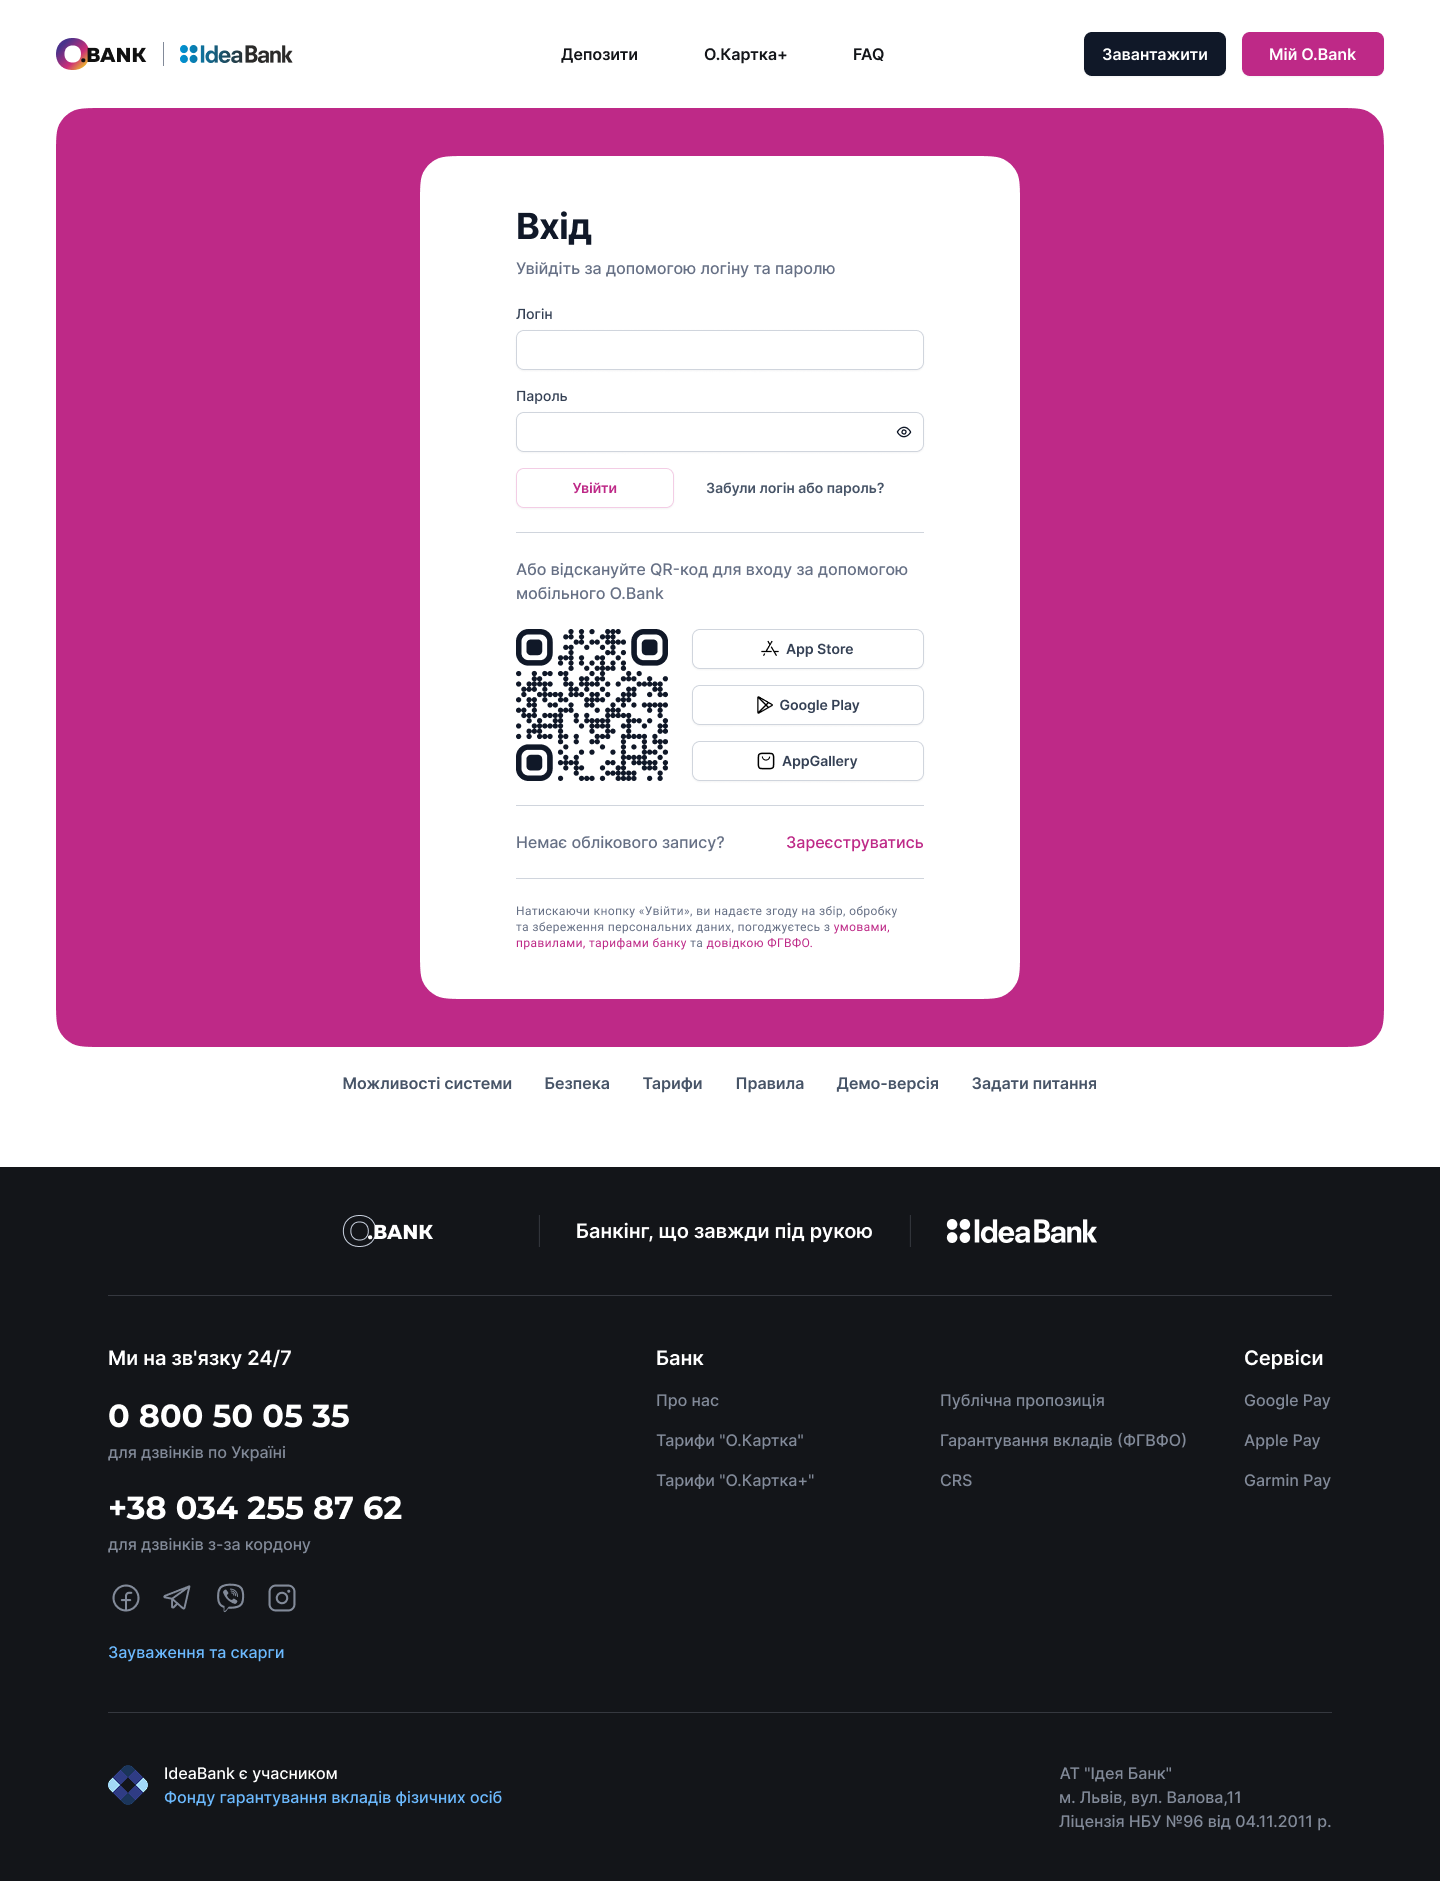 O.BANK
IdeaBank
Депозити
О.Картка+
FAQ
Завантажити
Мій O.Bank
Вхід
Увійдіть за допомогою логіну та паролю
Логін
Пароль
Увійти
Забули логін або пароль?
Або відскануйте QR-код для входу за допомогою
мобільного O.Bank
App Store
Google Play
AppGallery
Немає облікового запису?
Зареєструватись
Натискаючи кнопку «Увійти», ви надаєте згоду на збір, обробку
та збереження персональних даних, погоджуєтесь з умовами,
правилами, тарифами банку та довідкою ФГВФО.
Можливості системи
Безпека
Тарифи
Правила
Демо-версія
Задати питання
O.BANK
Банкінг, що завжди під рукою
IdeaBank
Ми на зв'язку 24/7
0 800 50 05 35
для дзвінків по Україні
+38 034 255 87 62
для дзвінків з-за кордону
Зауваження та скарги
Банк
Про нас
Тарифи "О.Картка"
Тарифи "О.Картка+"
Публічна пропозиція
Гарантування вкладів (ФГВФО)
CRS
Сервіси
Google Pay
Apple Pay
Garmin Pay
IdeaBank є учасником
Фонду гарантування вкладів фізичних осіб
АТ "Ідея Банк"
м. Львів, вул. Валова,11
Ліцензія НБУ №96 від 04.11.2011 р.